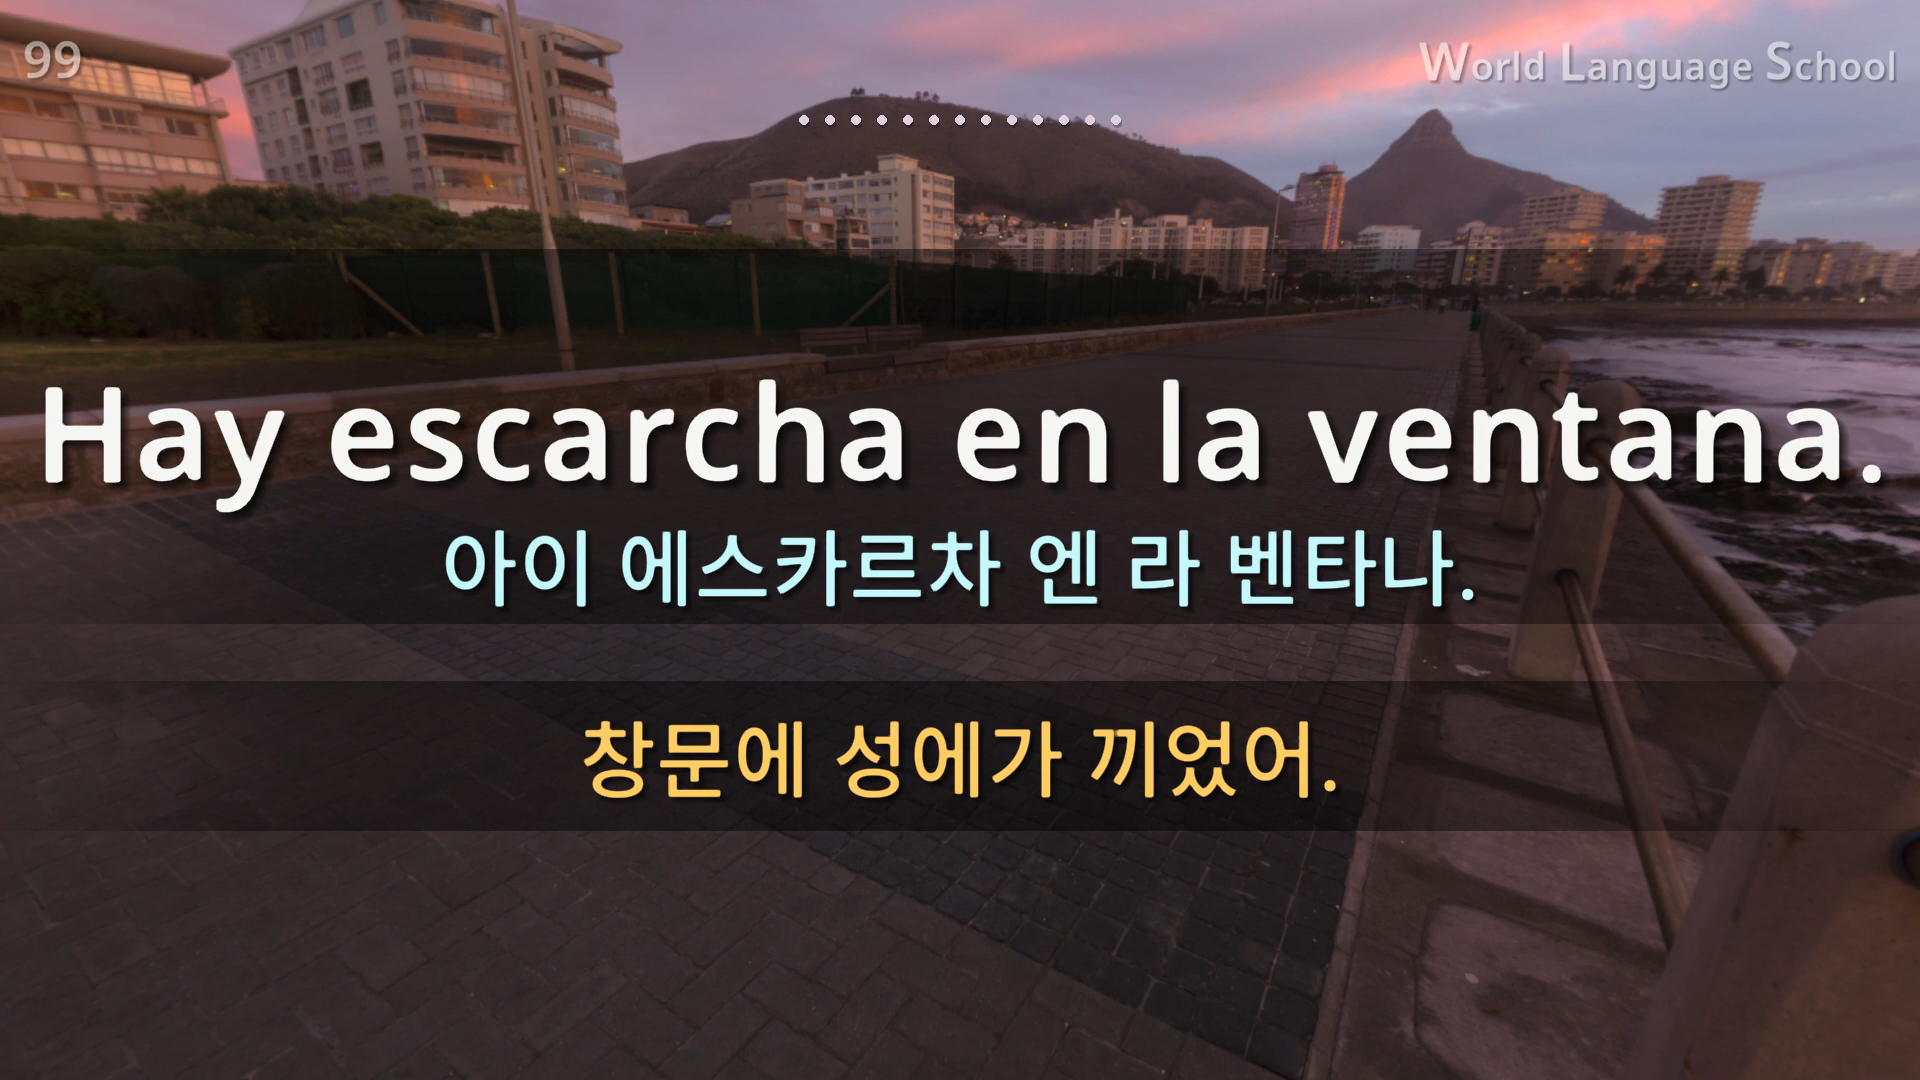 99
World Language School
Hay escarcha en la ventana.
아이 에스카르차 엔 라 벤타나.
창문에 성에가 끼었어.